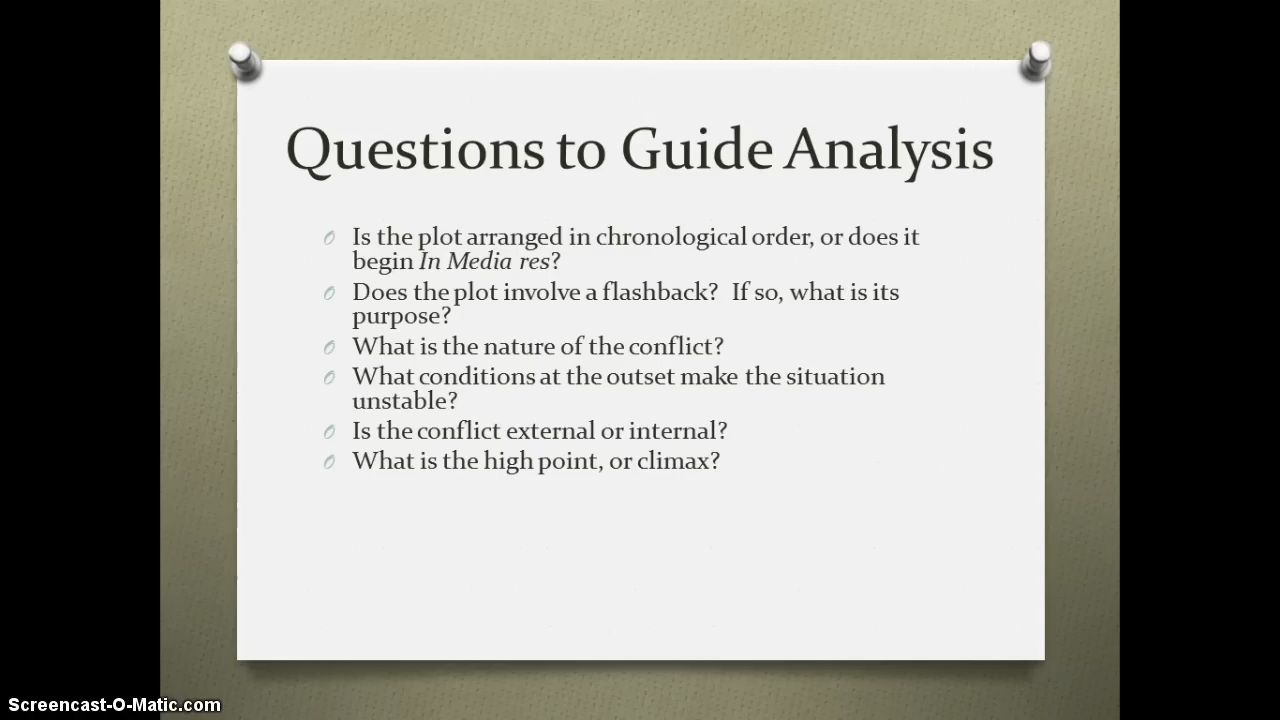 Questions to Guide Analysis
Is the plot arranged in chronological order, or does it
begin In Media res?
Does the plot involve a flashback? If so, what is its
purpose?
What is the nature of the conflict?
What conditions at the outset make the situation
unstable?
Is the conflict external or internal?
What is the high point, or climax?
Screencast-O-Matic.com